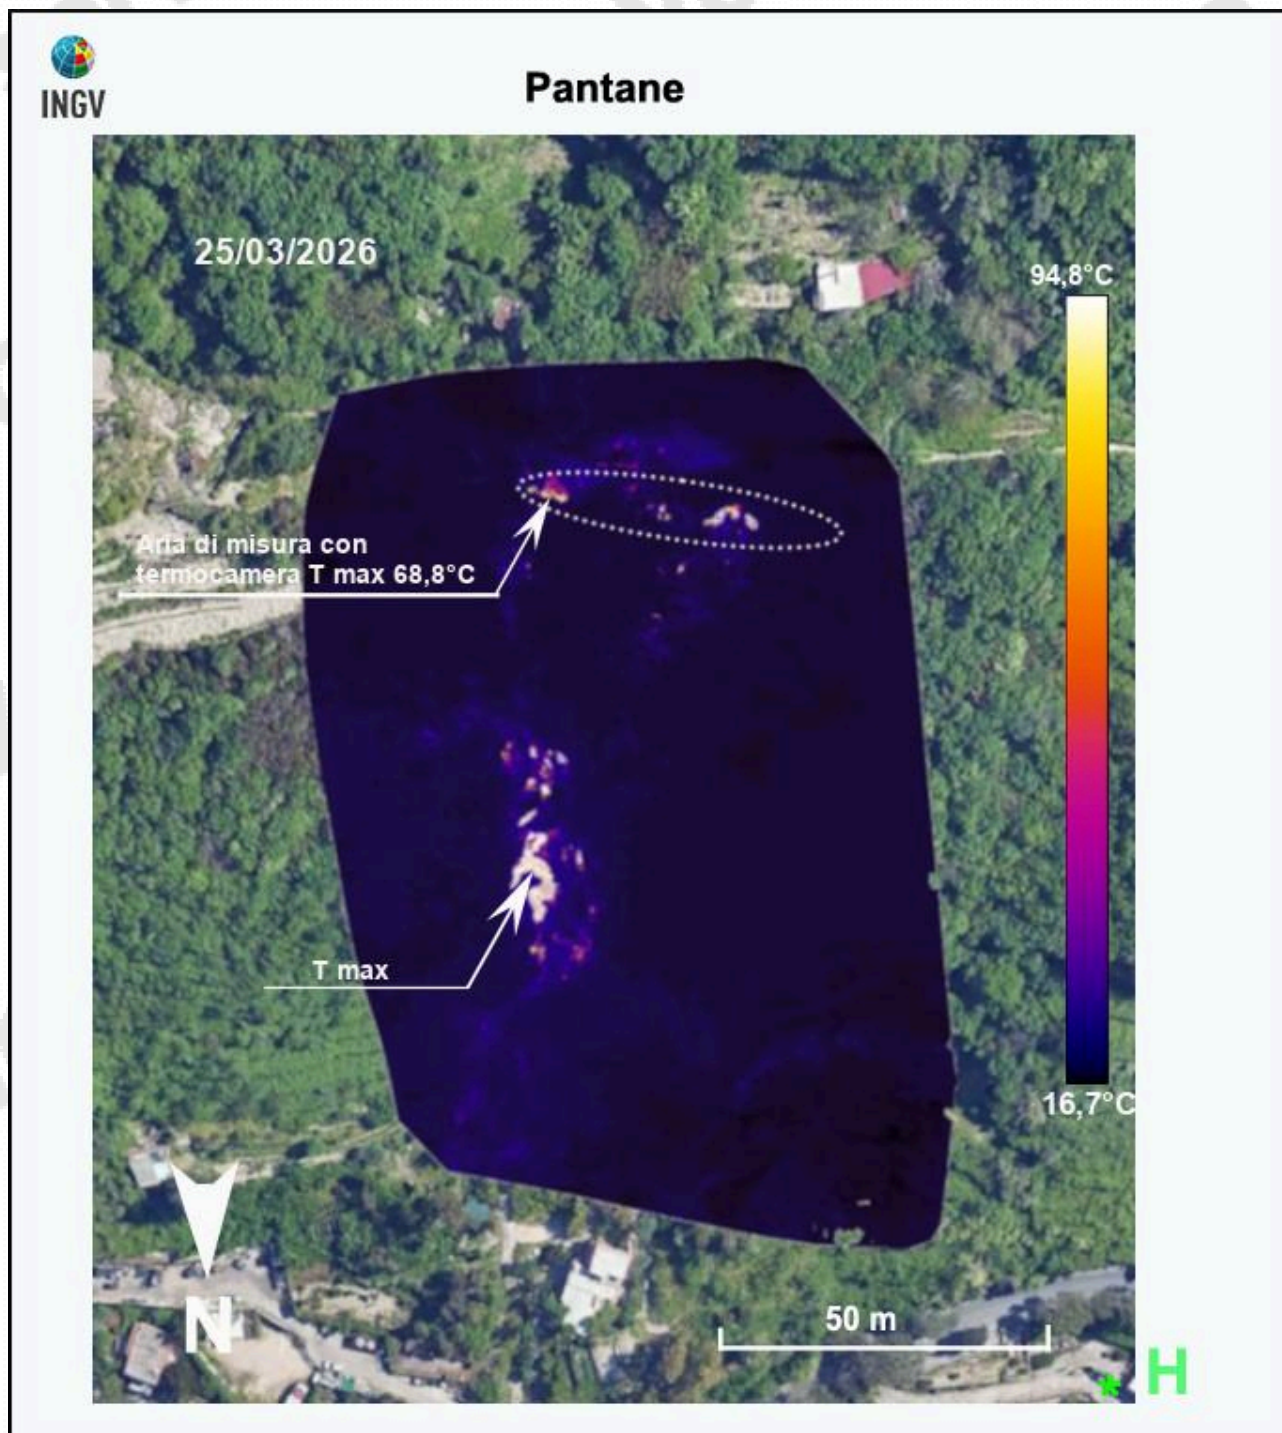 INGV
Pantane
25/03/2026
94,8°C
Aria di misura con
termocamera T max 68,8°C
T max
16,7°C
N
50 m
H